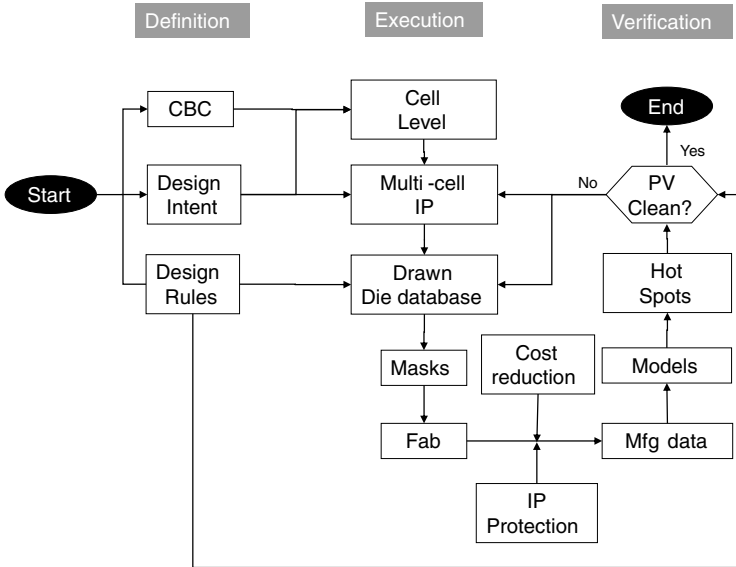 Definition
Execution
Verification
CBC
Cell
Level
End
Yes
Start
Design
Intent
Multi -cell
IP
No
PV
Clean?
Design
Rules
Drawn
Die database
Hot
Spots
Masks
Cost
reduction
Models
Fab
Mfg data
IP
Protection